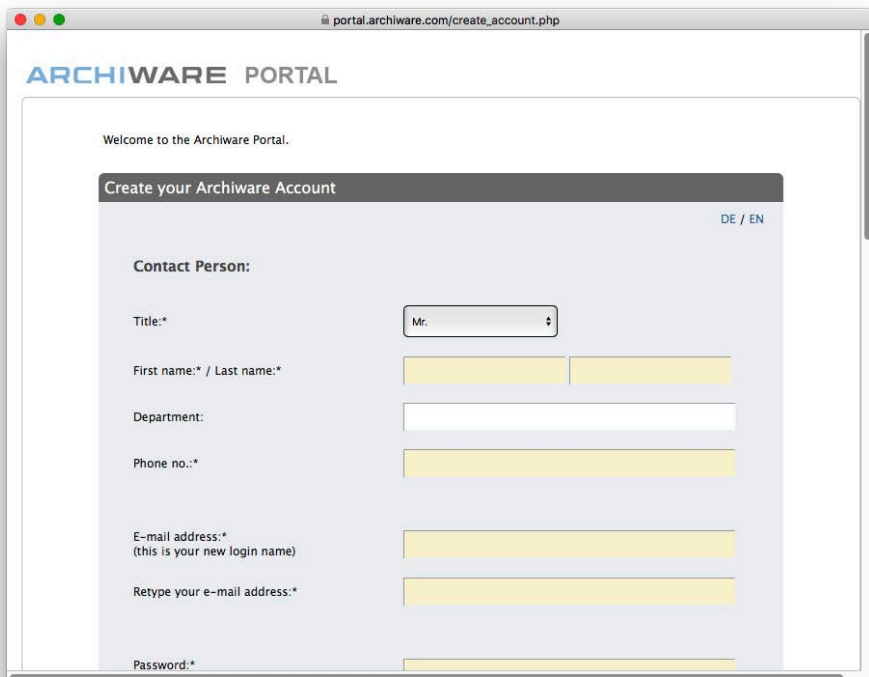 portal.archiware.com/create_account.php
ARCHIWARE PORTAL
Welcome to the Archiware Portal.
Create your Archiware Account
DE / EN
Contact Person:
Title:* Mr.
First name:* / Last name:*
Department:
Phone no.:*
E-mail address:*
(this is your new login name)
Retype your e-mail address:*
Password:*